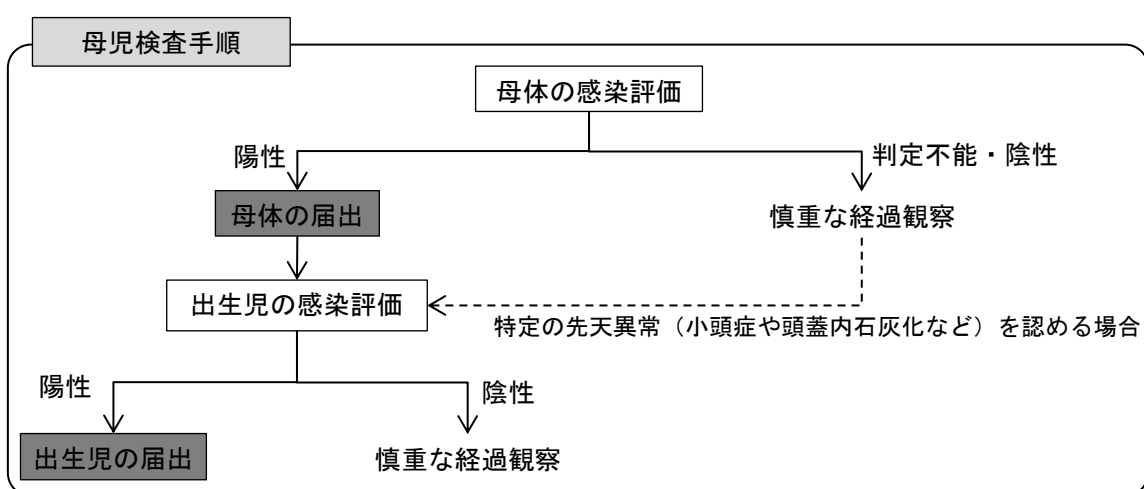 母児検査手順
母体の感染評価
陽性
判定不能・陰性
母体の届出
慎重な経過観察
出生児の感染評価
特定の先天異常（小頭症や頭蓋内石灰化など）を認める場合
陽性
陰性
出生児の届出
慎重な経過観察